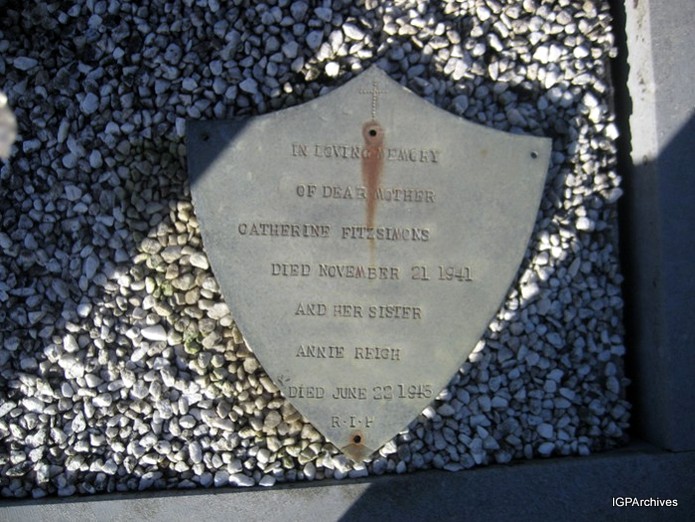 IN LOVING MEMORY
OF DEAR MOTHER
CATHERINE FITZSIMONS
DIED NOVEMBER 21 1941
AND HER SISTER
ANNIE REIGH
DIED JUNE 22
R·I·P
IGPArchives